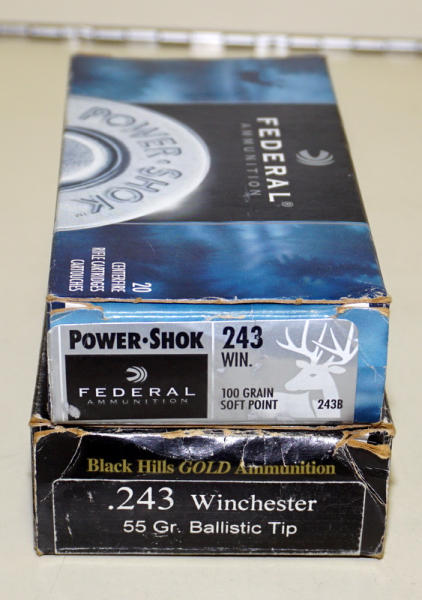 POWER·SHOK
FEDERAL®
AMMUNITION
20
CENTERFIRE
RIFLE CARTRIDGES
CARTOUCHES
POWER·SHOK
FEDERAL
AMMUNITION
243
WIN.
100 GRAIN
SOFT POINT
243B
Black Hills GOLD Ammunition
.243 Winchester
55 Gr. Ballistic Tip